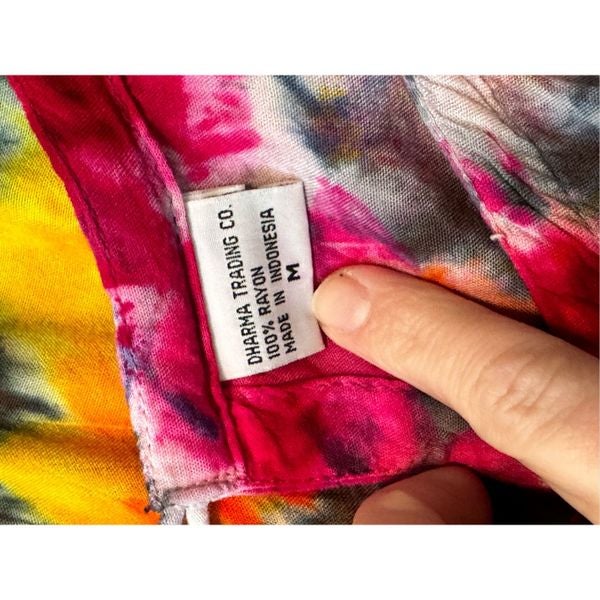 DHARMA TRADING CO.
100% RAYON
MADE IN INDONESIA
M